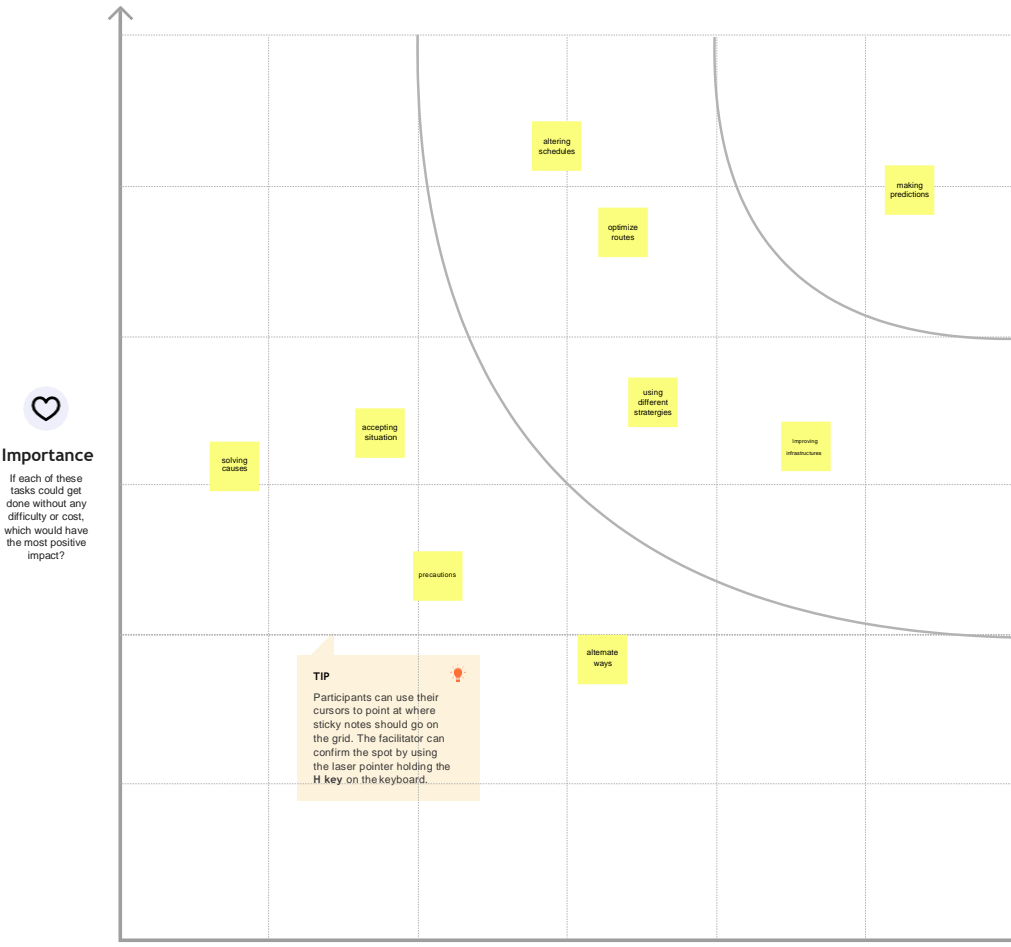 altering
schedules
making
predictions
optimize
routes
using
different
stratergies
accepting
situation
Improving
infrastructures
solving
causes
Importance
If each of these
tasks could get
done without any
difficulty or cost,
which would have
the most positive
impact?
precautions
alternate
ways
TIP
Participants can use their
cursors to point at where
sticky notes should go on
the grid. The facilitator can
confirm the spot by using
the laser pointer holding the
H key on the keyboard.